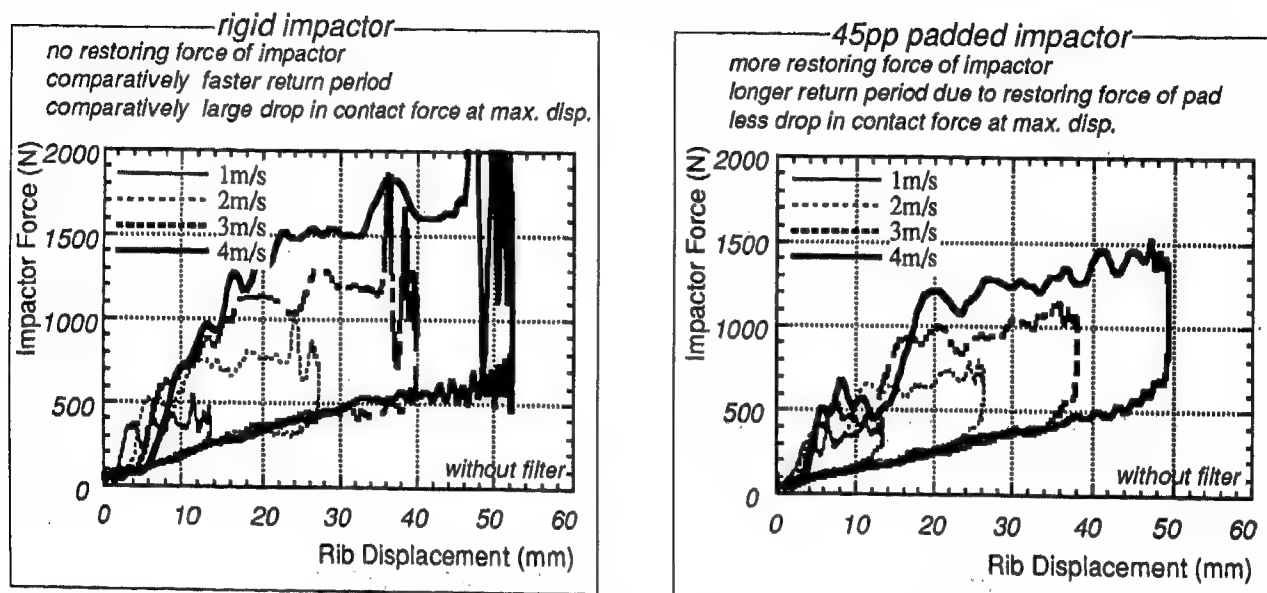 rigid impactor
no restoring force of impactor
comparatively faster return period
comparatively large drop in contact force at max. disp.
2000
1500
1000
500
0
Impactor Force (N)
1m/s
2m/s
3m/s
4m/s
without filter
0 10 20 30 40 50 60
Rib Displacement (mm)
45pp padded impactor
more restoring force of impactor
longer return period due to restoring force of pad
less drop in contact force at max. disp.
2000
1500
1000
500
0
Impactor Force (N)
1m/s
2m/s
3m/s
4m/s
without filter
0 10 20 30 40 50 60
Rib Displacement (mm)